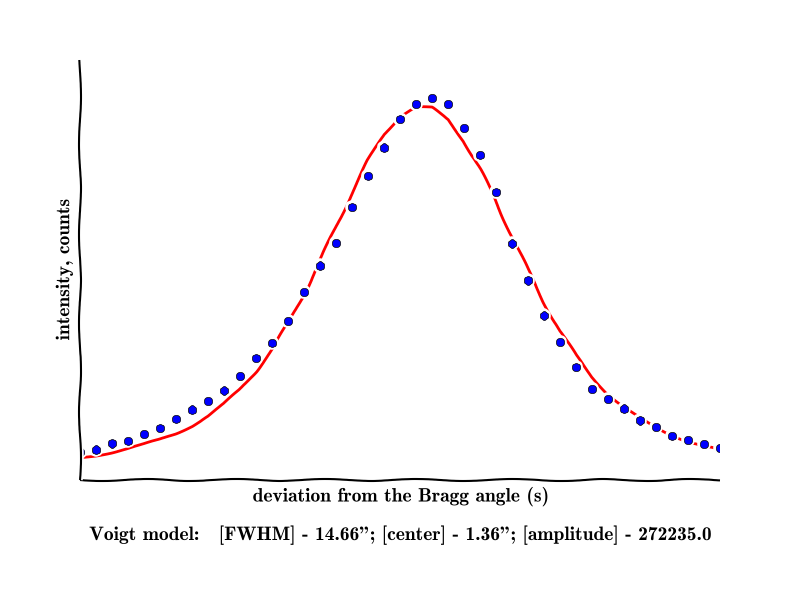 intensity, counts
deviation from the Bragg angle (s)
Voigt model: [FWHM] - 14.66”; [center] - 1.36”; [amplitude] - 272235.0